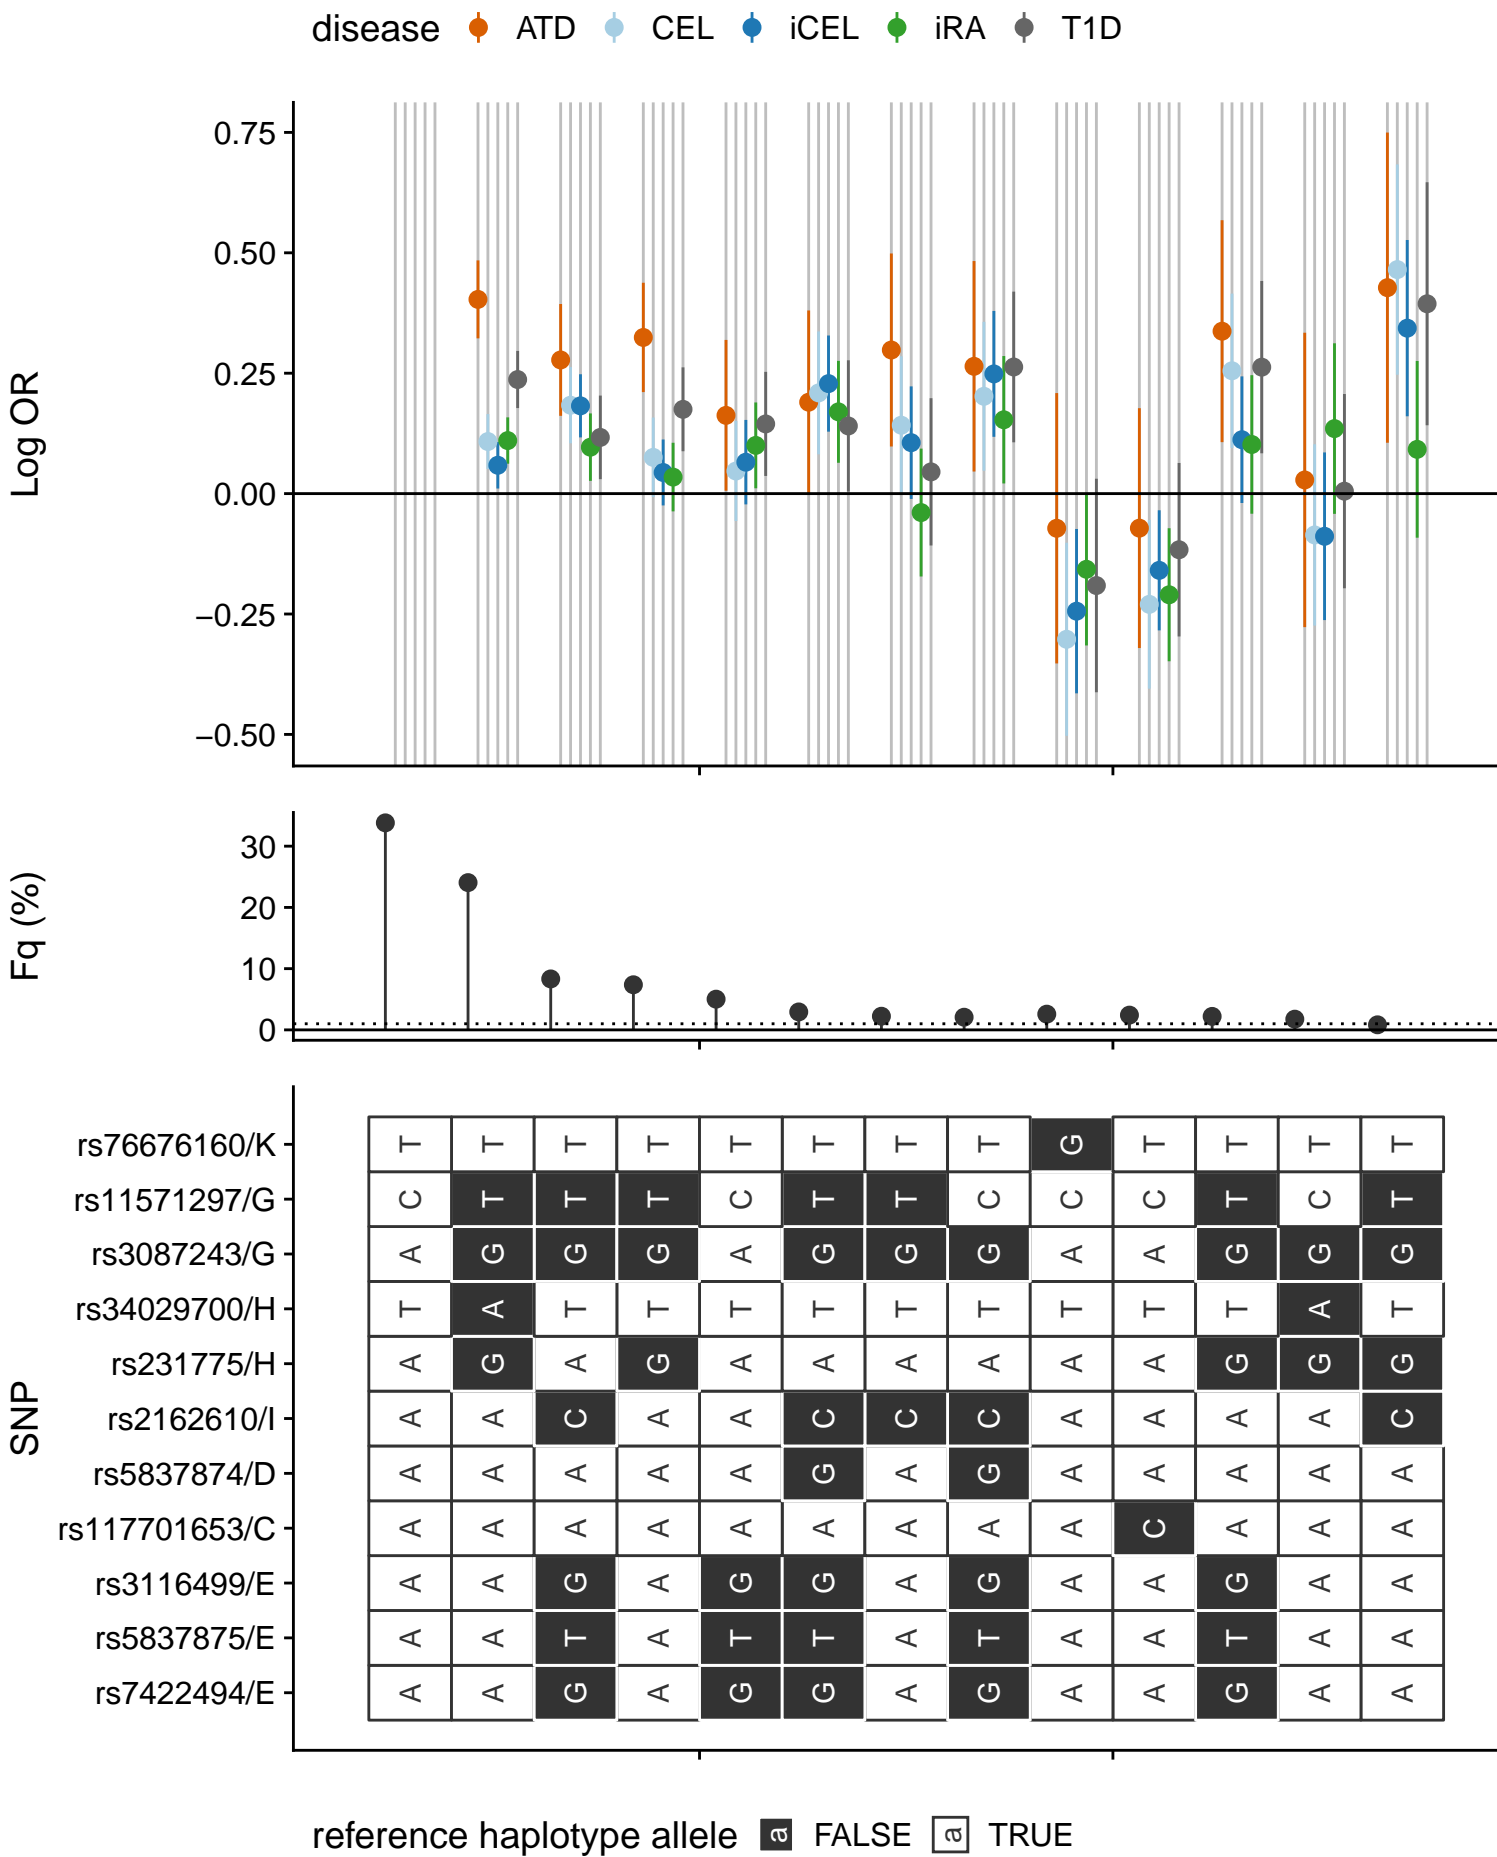 disease ATD CEL iCEL iRA T1D
Log OR
0.75
0.50
0.25
0.00
−0.25
−0.50
Fq (%)
30
20
10
0
SNP
rs76676160/K T T T T T T T T G T T T T
rs11571297/G C T T T C T T C C C T C T
rs3087243/G A G G G A G G G A A G G G
rs34029700/H T A T T T T T T T T T A T
rs231775/H A G A G A A A A A A G G G
rs2162610/I A A C A A C C C A A A A C
rs5837874/D A A A A A G A G A A A A A
rs117701653/C A A A A A A A A A C A A A
rs3116499/E A A G A G G A G A A G A A
rs5837875/E A A T A T T A T A A T A A
rs7422494/E A A G A G G A G A A G A A
reference haplotype allele a FALSE a TRUE